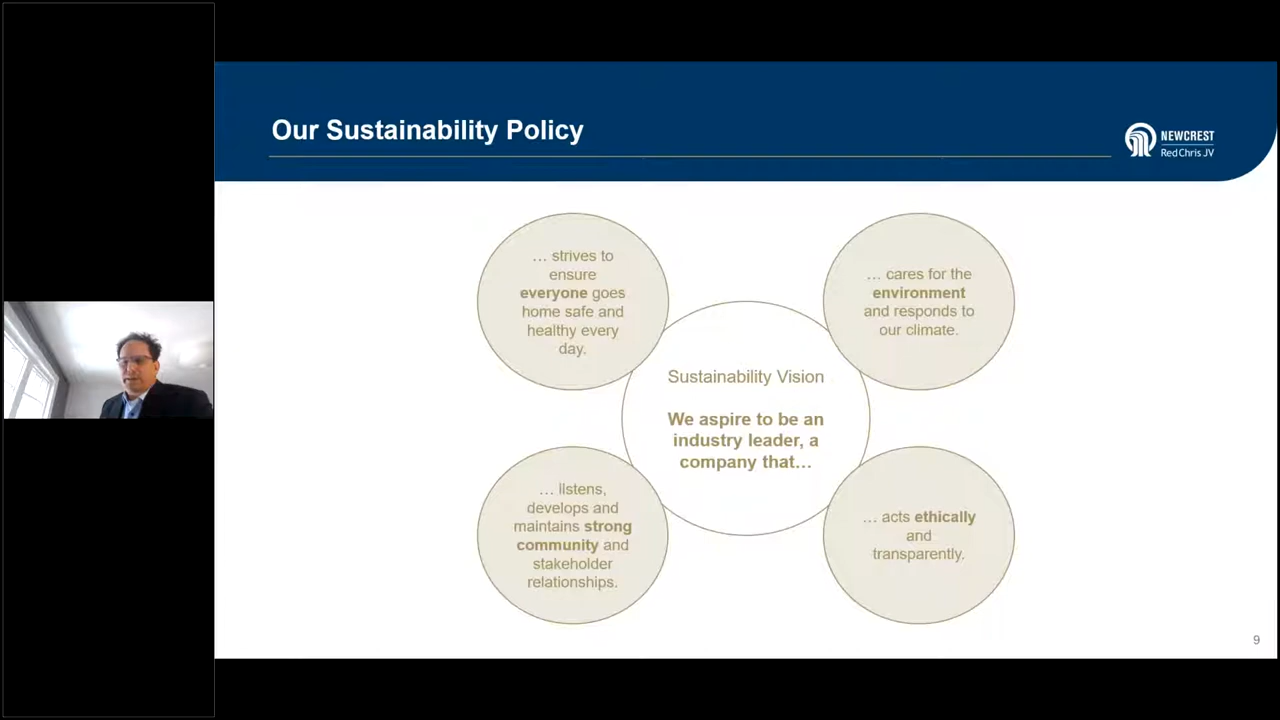 Our Sustainability Policy
NEWCREST
Red Chris JV
… strives to
ensure
everyone goes
home safe and
healthy every
day.
… cares for the
environment
and responds to
our climate.
Sustainability Vision
We aspire to be an
industry leader, a
company that…
… listens,
develops and
maintains strong
community and
stakeholder
relationships.
… acts ethically
and
transparently.
9